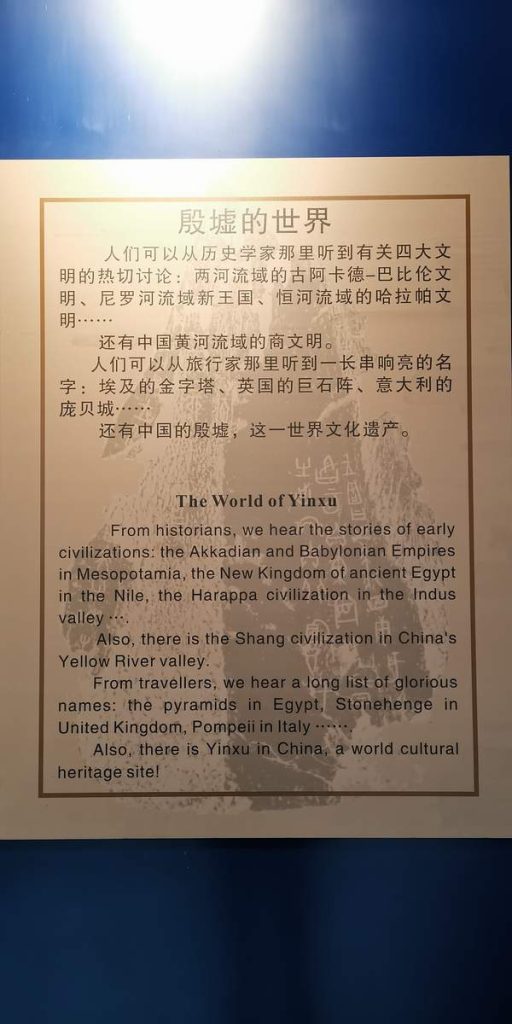 殷墟的世界
人们可以从历史学家那里听到有关四大文
明的热切讨论：两河流域的古阿卡德-巴比伦文
明、尼罗河流域新王国、恒河流域的哈拉帕文
明……
还有中国黄河流域的商文明。
人们可以从旅行家那里听到一长串响亮的名
字：埃及的金字塔、英国的巨石阵、意大利的
庞贝城……
还有中国的殷墟，这一世界文化遗产。
The World of Yinxu
From historians, we hear the stories of early
civilizations: the Akkadian and Babylonian Empires
in Mesopotamia, the New Kingdom of ancient Egypt
in the Nile, the Harappa civilization in the Indus
valley ….
Also, there is the Shang civilization in China's
Yellow River valley.
From travellers, we hear a long list of glorious
names: the pyramids in Egypt, Stonehenge in
United Kingdom, Pompeii in Italy …….
Also, there is Yinxu in China, a world cultural
heritage site!